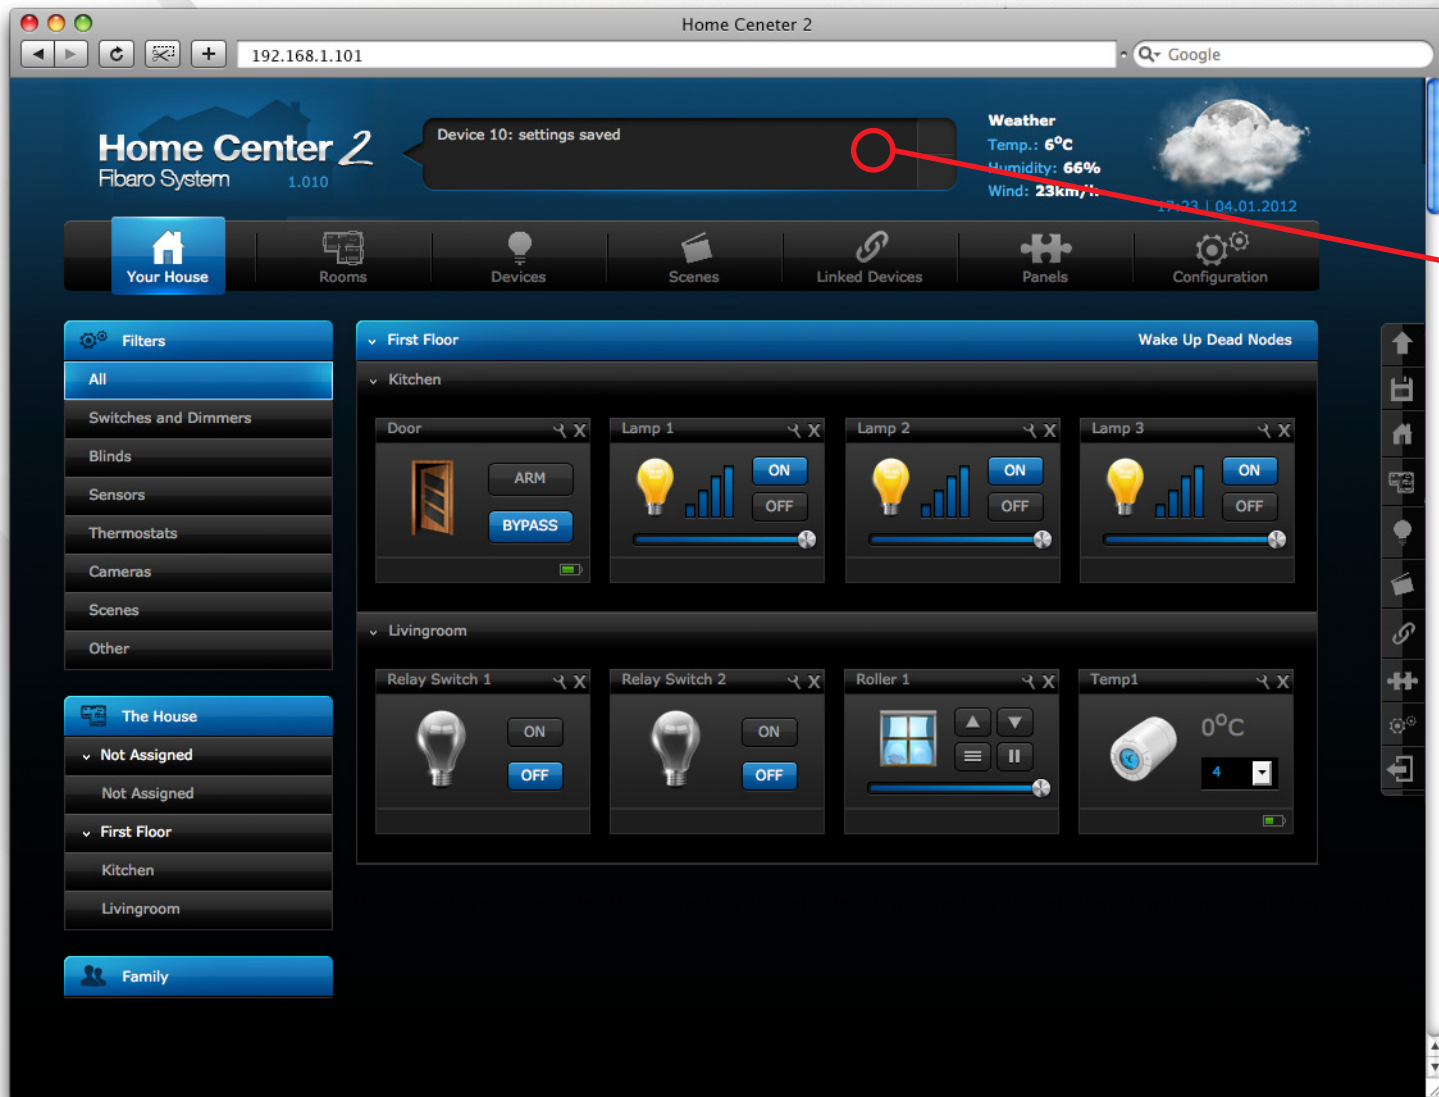 Home Ceneter 2
192.168.1.101
Google
Home Center 2
Fibaro System 1.010
Device 10: settings saved
Weather
Temp.: 6°C
Humidity: 66%
Wind: 23km/h
17:23 | 04.01.2012
Your House
Rooms
Devices
Scenes
Linked Devices
Panels
Configuration
Filters
All
Switches and Dimmers
Blinds
Sensors
Thermostats
Cameras
Scenes
Other
The House
Not Assigned
Not Assigned
First Floor
Kitchen
Livingroom
Family
First Floor
Wake Up Dead Nodes
Kitchen
Door
ARM
BYPASS
Lamp 1
ON
OFF
Lamp 2
ON
OFF
Lamp 3
ON
OFF
Livingroom
Relay Switch 1
ON
OFF
Relay Switch 2
ON
OFF
Roller 1
Temp1
0°C
4